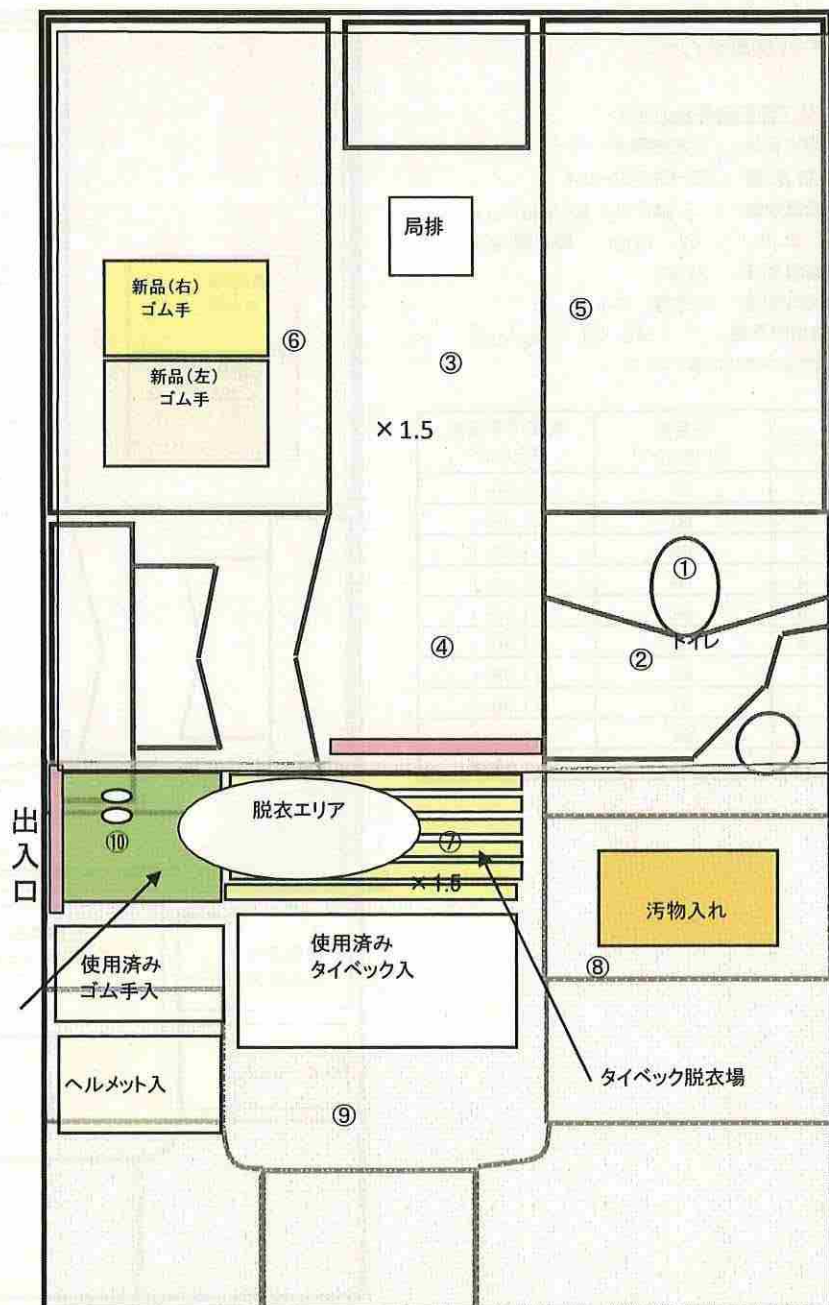 局排
新品(右)
ゴム手
新品(左)
ゴム手
⑥
⑤
③
×1.5
①
トイレ
②
④
出入口
⑩
脱衣エリア
⑦
×1.5
汚物入れ
使用済み
ゴム手入
使用済み
タイベック入
⑧
ヘルメット入
タイベック脱衣場
⑨